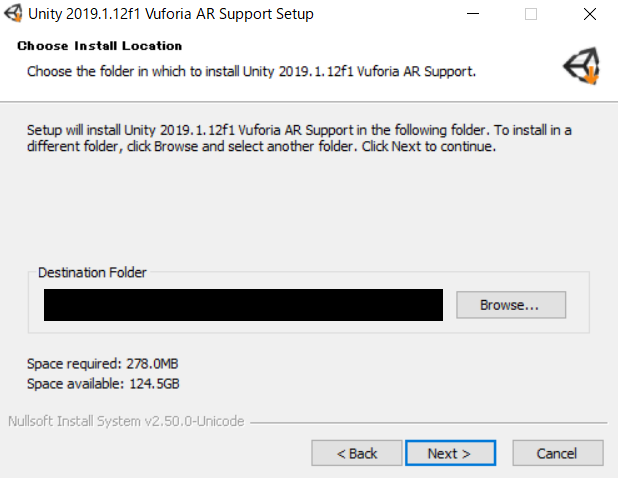 Unity 2019.1.12f1 Vuforia AR Support Setup
Choose Install Location
Choose the folder in which to install Unity 2019.1.12f1 Vuforia AR Support.
Setup will install Unity 2019.1.12f1 Vuforia AR Support in the following folder. To install in a
different folder, click Browse and select another folder. Click Next to continue.
Destination Folder
Browse...
Space required: 278.0MB
Space available: 124.5GB
Nullsoft Install System v2.50.0-Unicode
< Back Next > Cancel